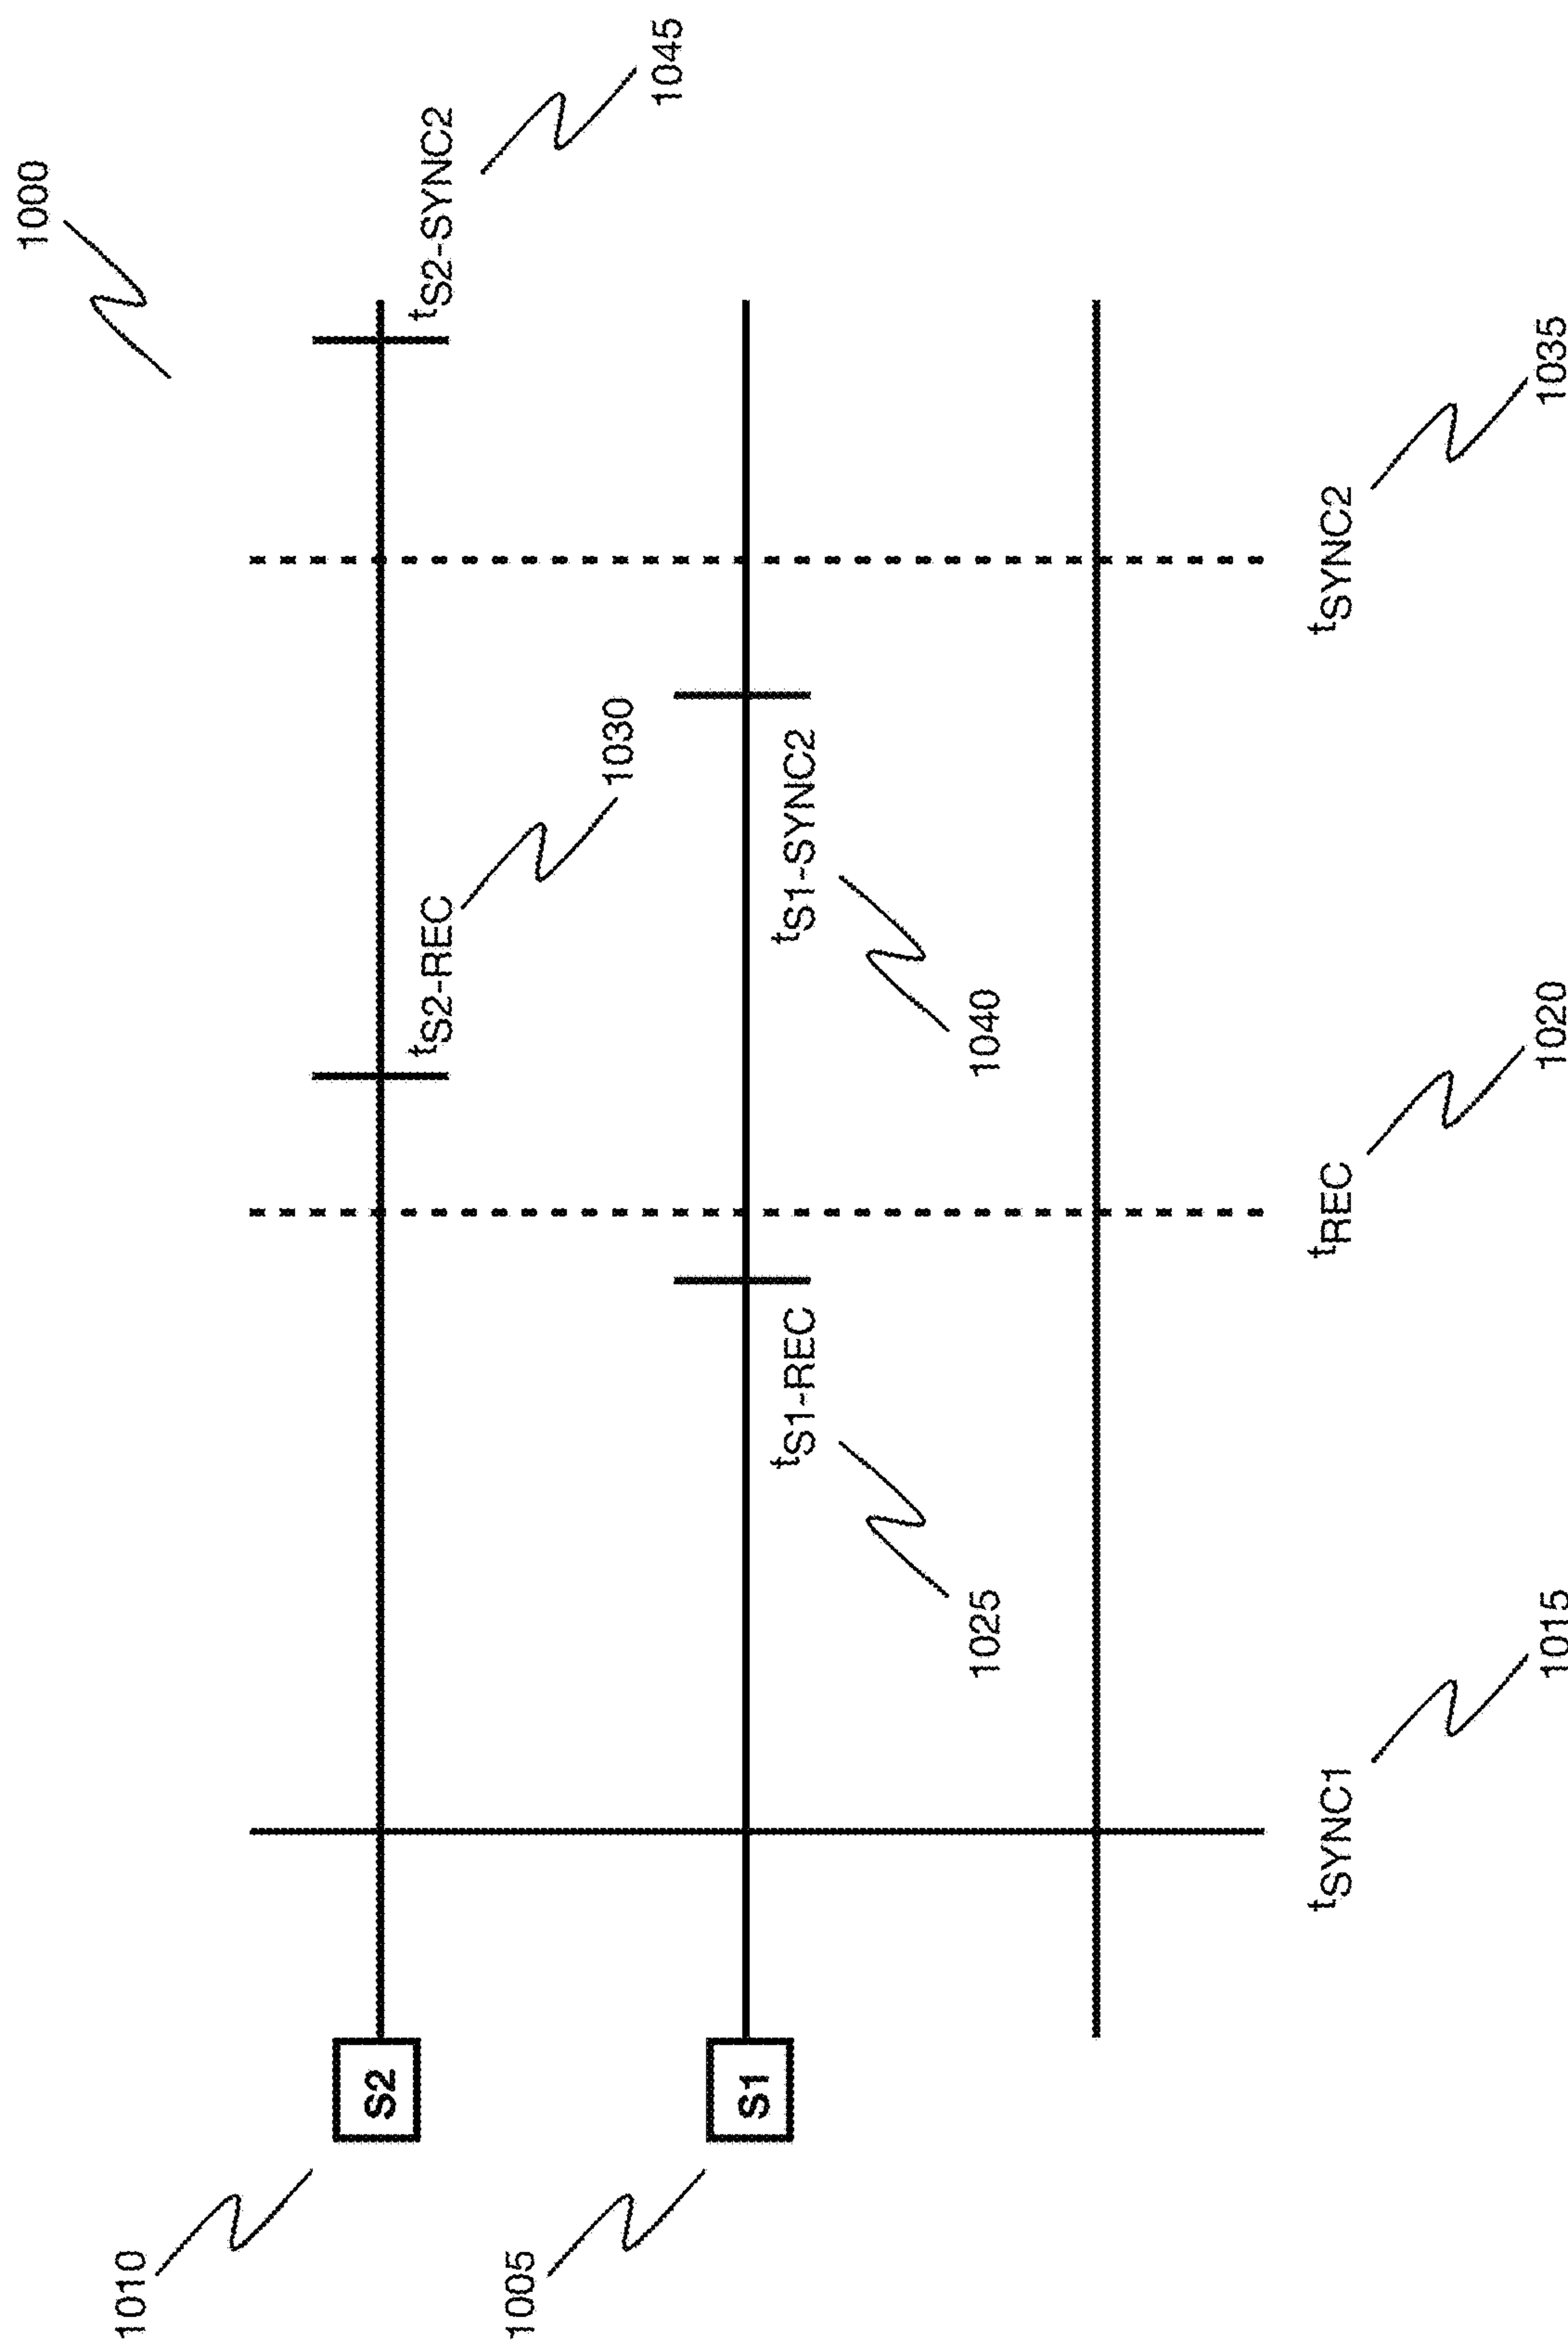 1000
1010
S2
tS2-REC
1030
tS2-SYNC2
1045
1005
S1
tS1-REC
1025
tS1-SYNC2
1040
tSYNC1
1015
tREC
1020
tSYNC2
1035